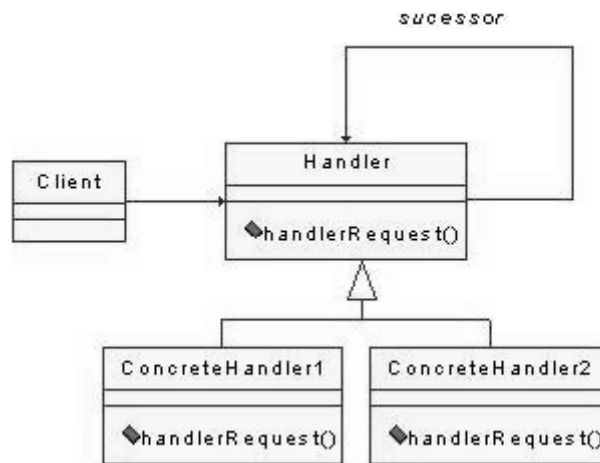 sucessor
Handler
Client
handlerRequest()
ConcreteHandler1
ConcreteHandler2
handlerRequest()
handlerRequest()